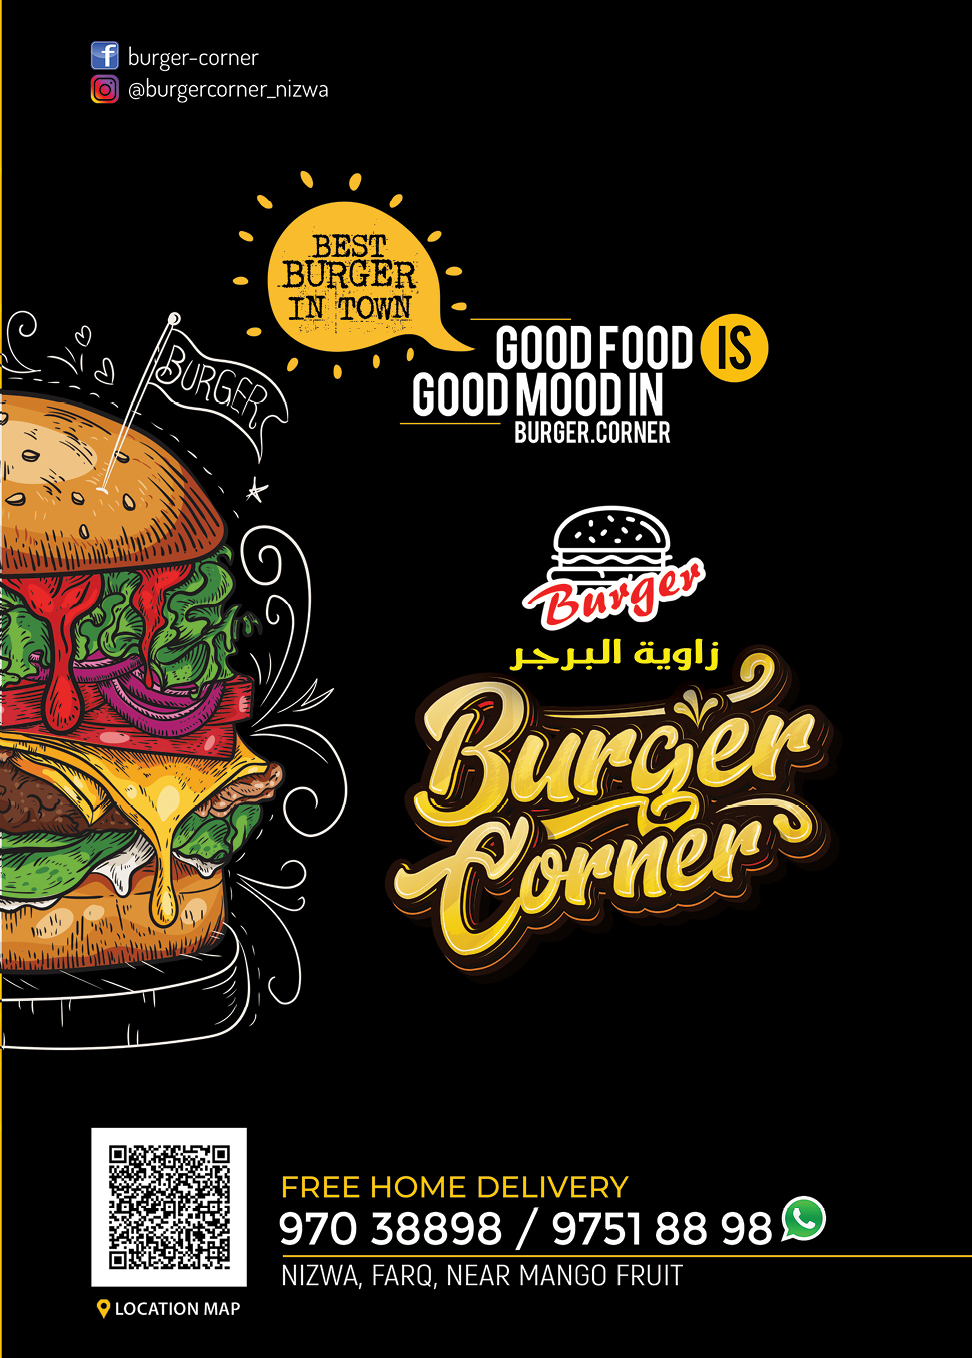 burger-corner
@burgercorner_nizwa
BEST
BURGER
IN TOWN
GOOD FOOD IS
GOOD MOOD IN
BURGER.CORNER
BURGER
Burger
زاوية البرجر
Burger
Corner
FREE HOME DELIVERY
970 38898 / 9751 88 98
NIZWA, FARQ, NEAR MANGO FRUIT
LOCATION MAP